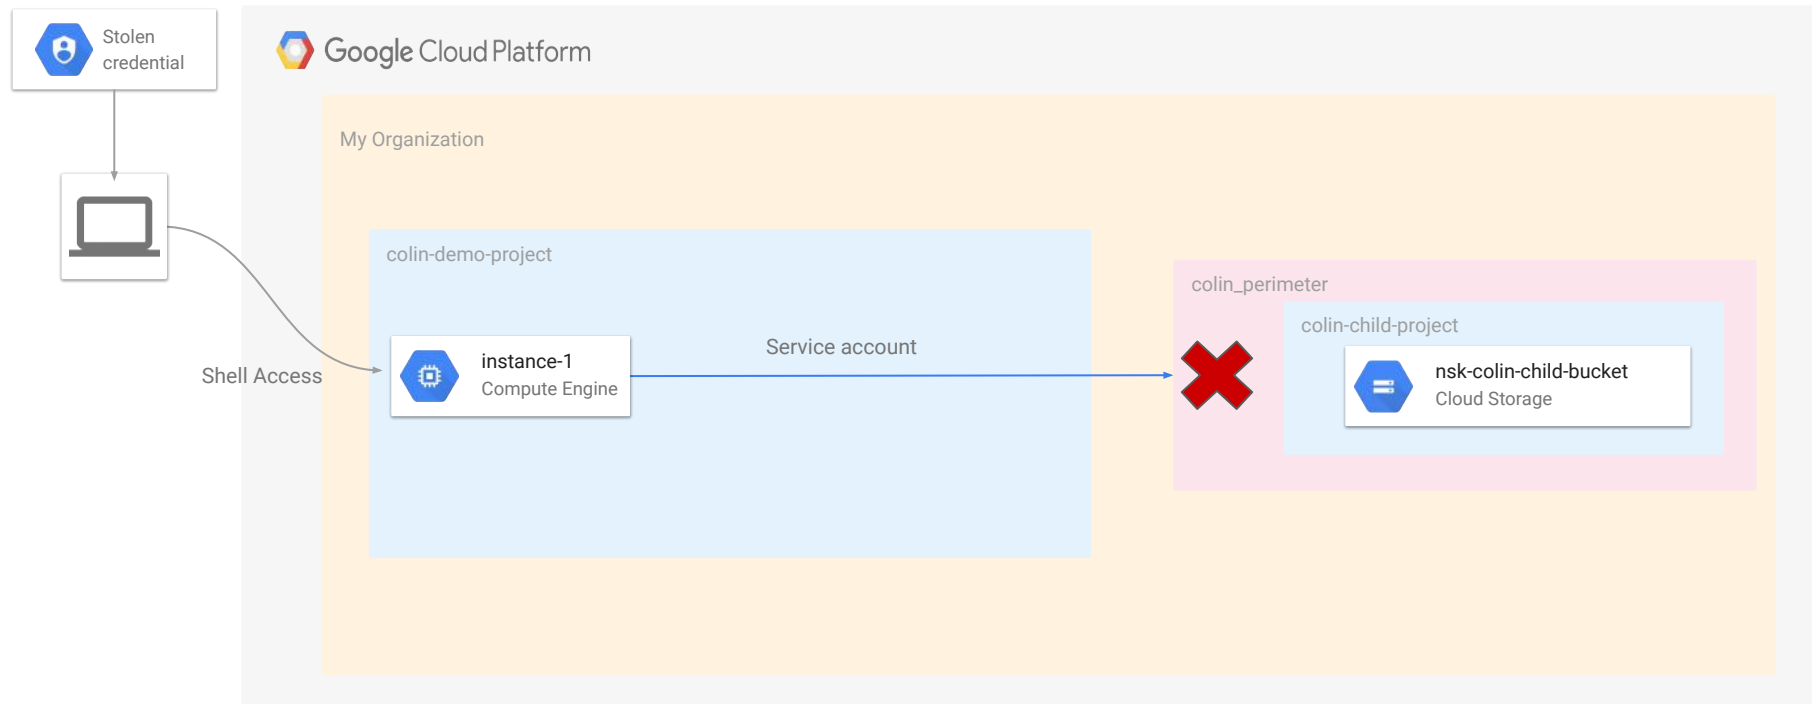 Stolen
credential
Google Cloud Platform
My Organization
colin-demo-project
colin_perimeter
colin-child-project
Shell Access
instance-1
Compute Engine
Service account
nsk-colin-child-bucket
Cloud Storage